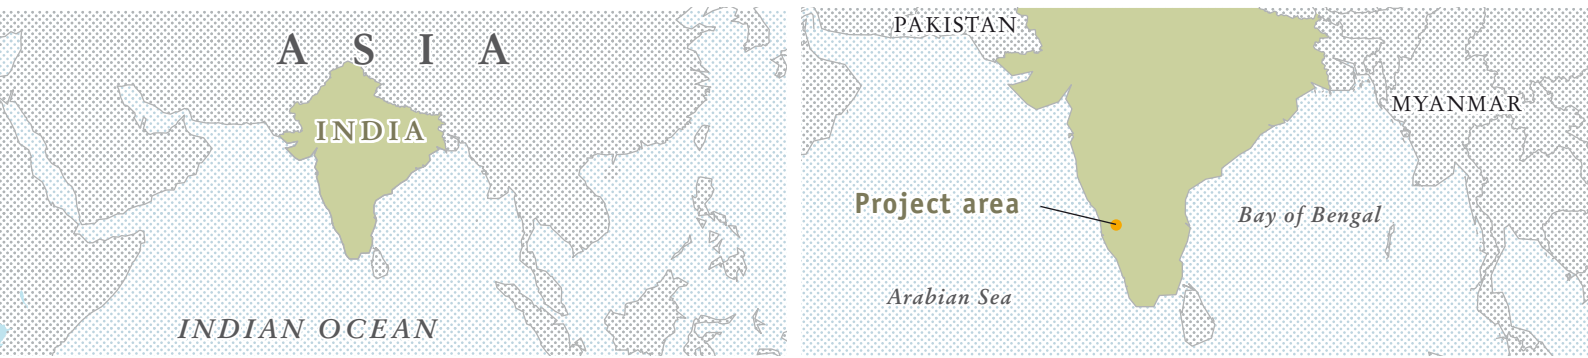 A S I A
INDIA
INDIAN OCEAN
PAKISTAN
MYANMAR
Project area
Bay of Bengal
Arabian Sea